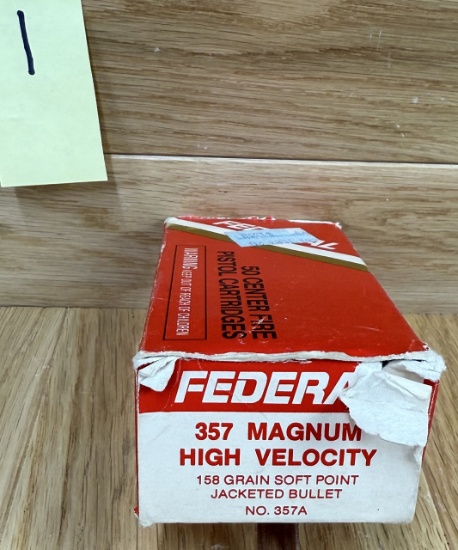 1
50 CENTER FIRE
PISTOL CARTRIDGES
WARNING KEEP OUT OF REACH OF CHILDREN
FEDERA
357 MAGNUM
HIGH VELOCITY
158 GRAIN SOFT POINT
JACKETED BULLET
NO. 357A